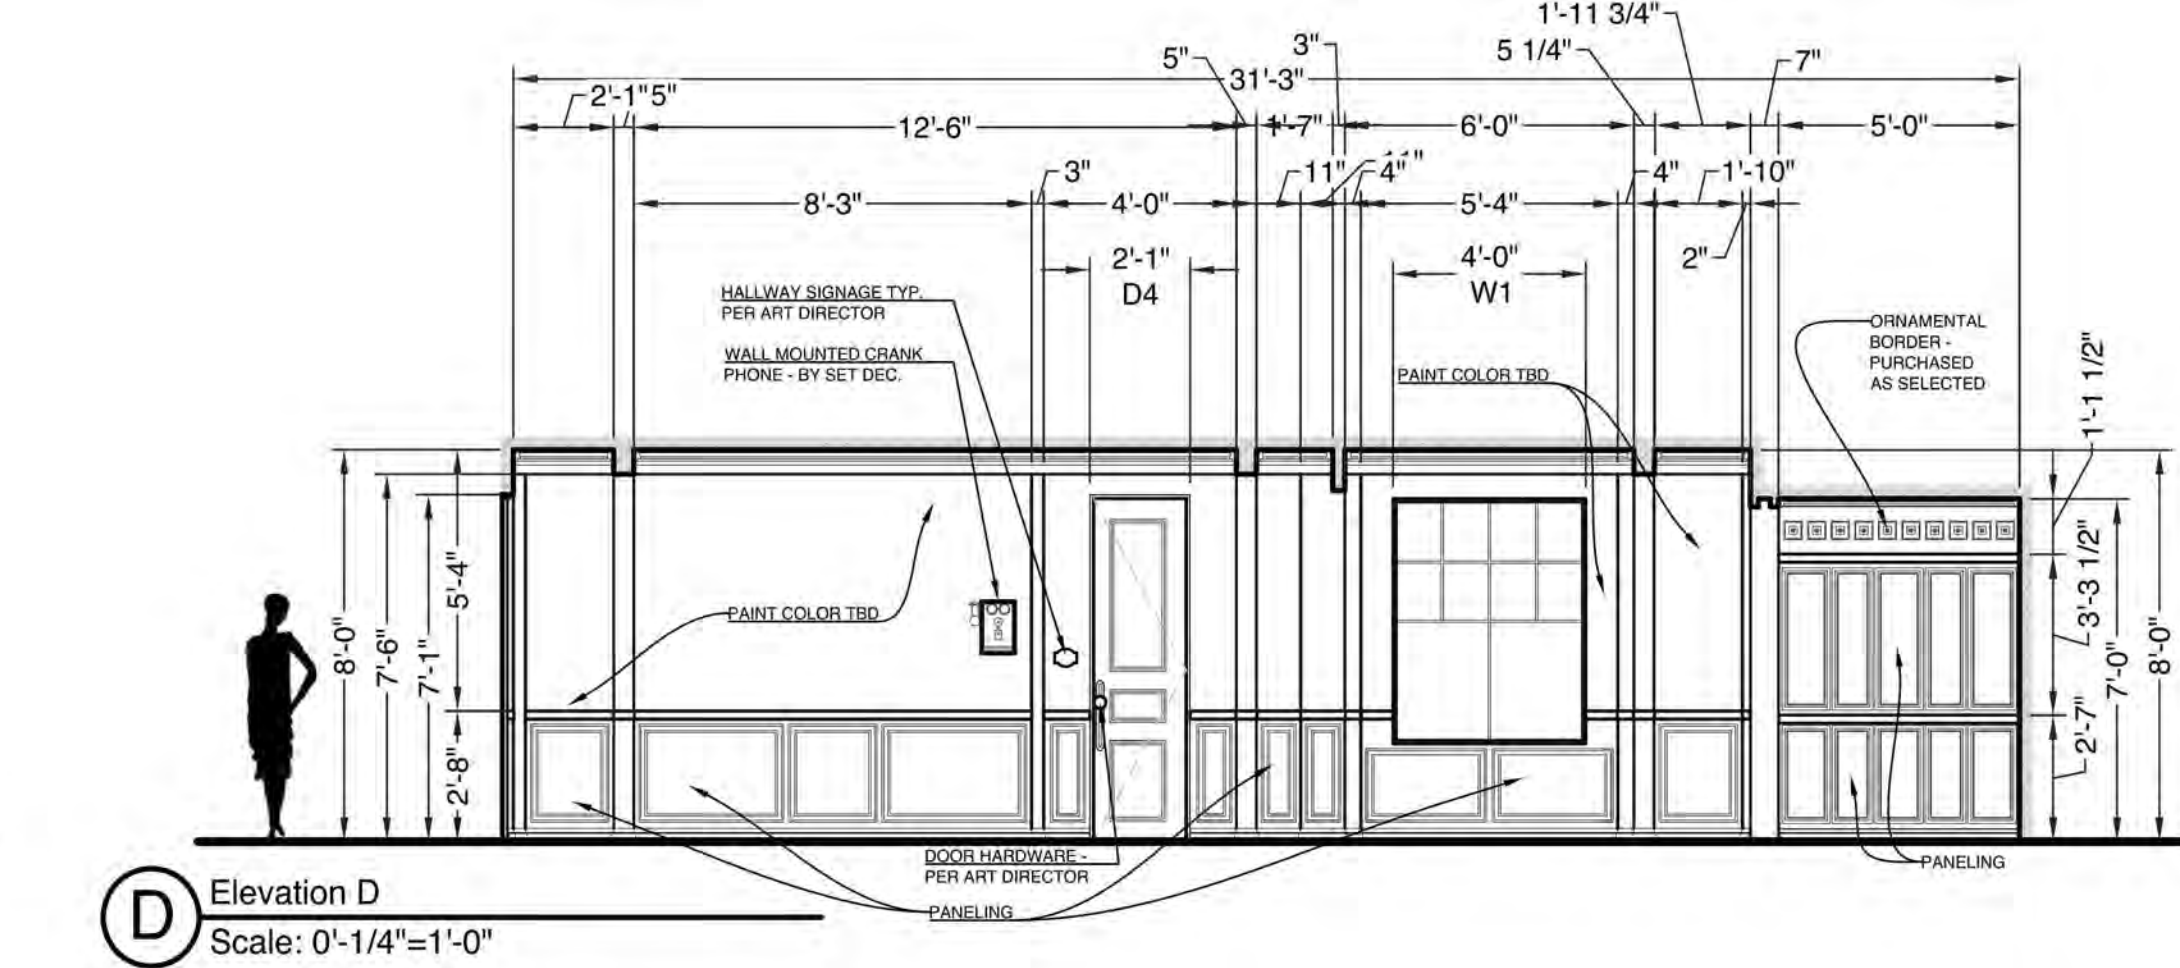 1'-11 3/4"
5" 3" 5 1/4" 7"
31'-3"
2'-1" 5"
12'-6" 1'-7" 6'-0" 5'-0"
3" 11" 4" 4" 1'-10"
8'-3" 4'-0" 5'-4"
2'-1" 4'-0" 2"
D4 W1
HALLWAY SIGNAGE TYP.
PER ART DIRECTOR
WALL MOUNTED CRANK
PHONE - BY SET DEC.
PAINT COLOR TBD
ORNAMENTAL
BORDER -
PURCHASED
AS SELECTED
1'-1 1/2"
8'-0"
7'-6"
7'-1"
5'-4"
2'-8"
PAINT COLOR TBD
3'-3 1/2"
2'-7"
7'-0"
8'-0"
DOOR HARDWARE -
PER ART DIRECTOR
PANELING
PANELING
D
Elevation D
Scale: 0'-1/4"=1'-0"